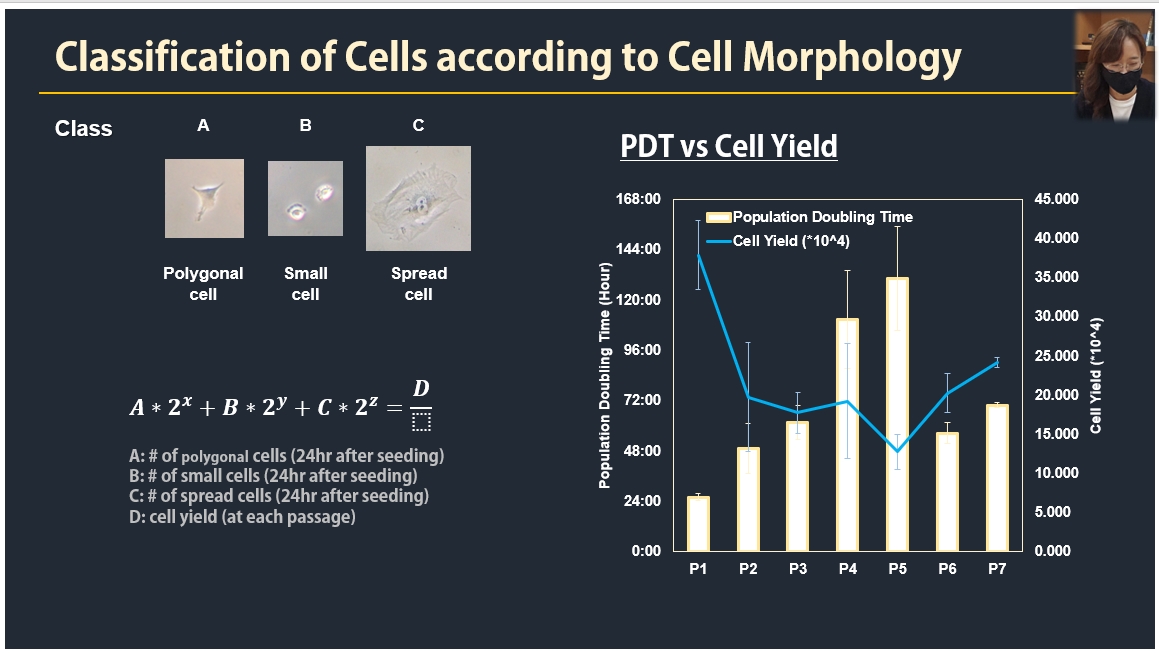 Classification of Cells according to Cell Morphology
Class
A
B
C
Polygonal
cell
Small
cell
Spread
cell
A * 2^x + B * 2^y + C * 2^z = D/⬚
A: # of polygonal cells (24hr after seeding)
B: # of small cells (24hr after seeding)
C: # of spread cells (24hr after seeding)
D: cell yield (at each passage)
PDT vs Cell Yield
Population Doubling Time
Cell Yield (*10^4)
Population Doubling Time (Hour)
168:00
144:00
120:00
96:00
72:00
48:00
24:00
0:00
P1 P2 P3 P4 P5 P6 P7
45.000
40.000
35.000
30.000
25.000
20.000
15.000
10.000
5.000
0.000
Cell Yield (*10^4)